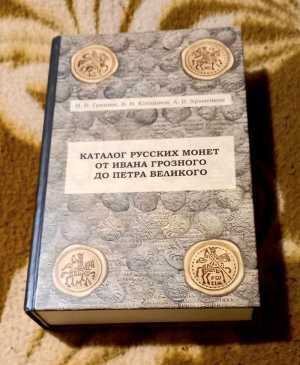 КАТАЛОГ РУССКИХ МОНЕТ
ОТ ИВАНА ГРОЗНОГО
ДО ПЕТРА ВЕЛИКОГО